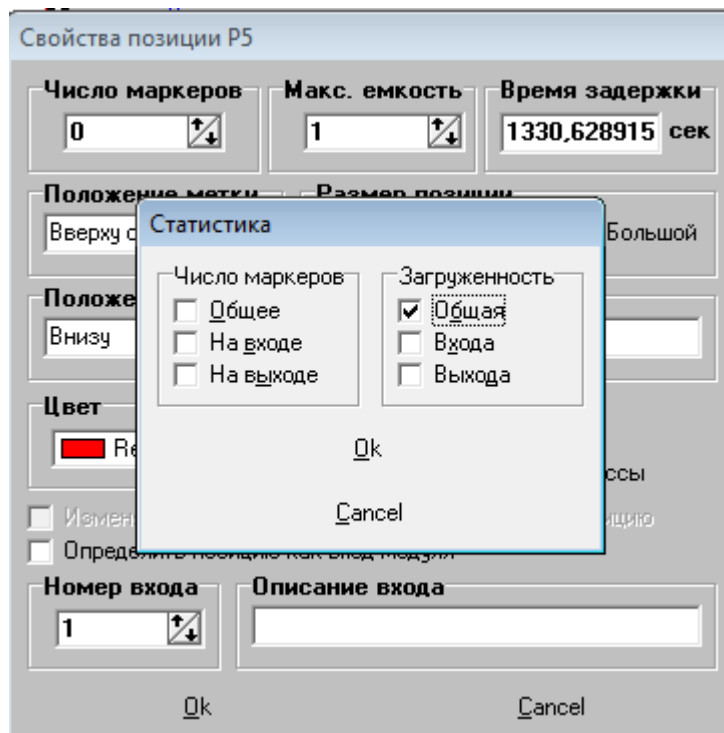 Свойства позиции P5
Число маркеров
Макс. емкость
Время задержки
0
1
1330,628915 сек
Положение метки
Размер позиции
Вверху с
Большой
Статистика
Число маркеров
Загруженность
Общее
Общая
На входе
Входа
На выходе
Выхода
Ok
Cancel
Положе
Внизу
Цвет
Re
ссы
Измен
ицию
Определить позицию как вход модуля
Номер входа
Описание входа
1
Ok
Cancel